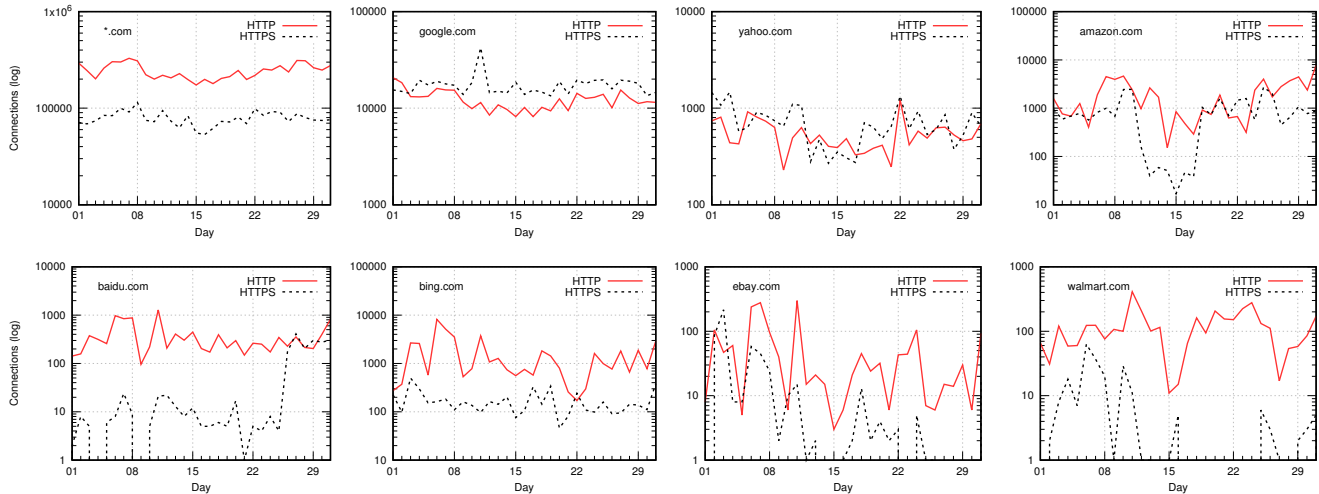 Connections (log)
1x10^6
100000
10000
*.com
HTTP
HTTPS
01 08 15 22 29
Day
100000
10000
1000
google.com
HTTP
HTTPS
01 08 15 22 29
Day
10000
1000
100
yahoo.com
HTTP
HTTPS
01 08 15 22 29
Day
100000
10000
1000
100
10
amazon.com
HTTP
HTTPS
01 08 15 22 29
Day
Connections (log)
10000
1000
100
10
1
baidu.com
HTTP
HTTPS
01 08 15 22 29
Day
100000
10000
1000
100
10
bing.com
HTTP
HTTPS
01 08 15 22 29
Day
1000
100
10
1
ebay.com
HTTP
HTTPS
01 08 15 22 29
Day
1000
100
10
1
walmart.com
HTTP
HTTPS
01 08 15 22 29
Day